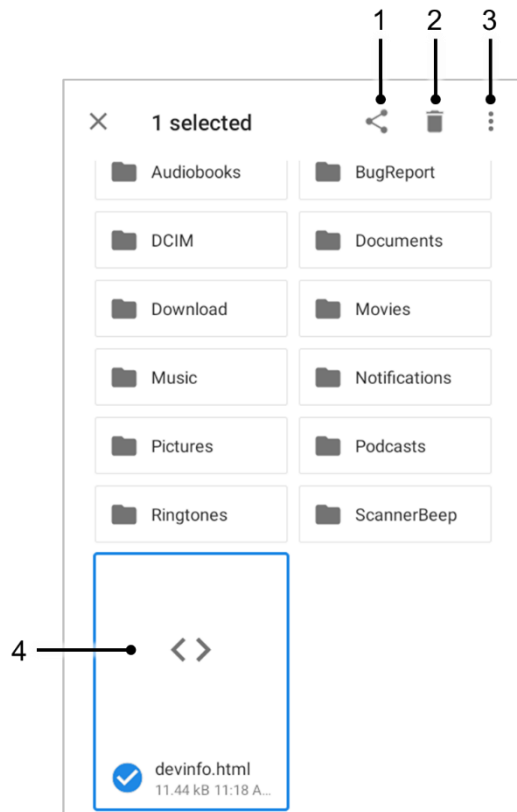 1 2 3
1 selected
Audiobooks BugReport
DCIM Documents
Download Movies
Music Notifications
Pictures Podcasts
Ringtones ScannerBeep
4
devinfo.html
11.44 kB 11:18 A...